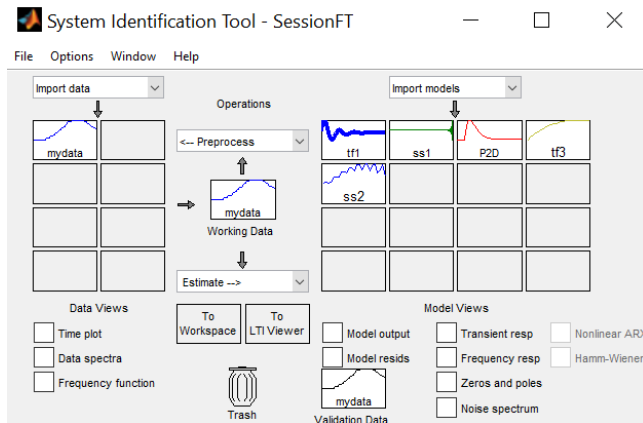 System Identification Tool - SessionFT
File Options Window Help
Import data
Operations
Import models
mydata
<-- Preprocess
tf1 ss1 P2D tf3
mydata
ss2
Working Data
Estimate -->
Data Views
To Workspace
To LTI Viewer
Model Views
Time plot
Data spectra
Frequency function
Model output
Model resids
Transient resp
Frequency resp
Zeros and poles
Noise spectrum
Nonlinear ARX
Hamm-Wiener
Trash
mydata
Validation Data